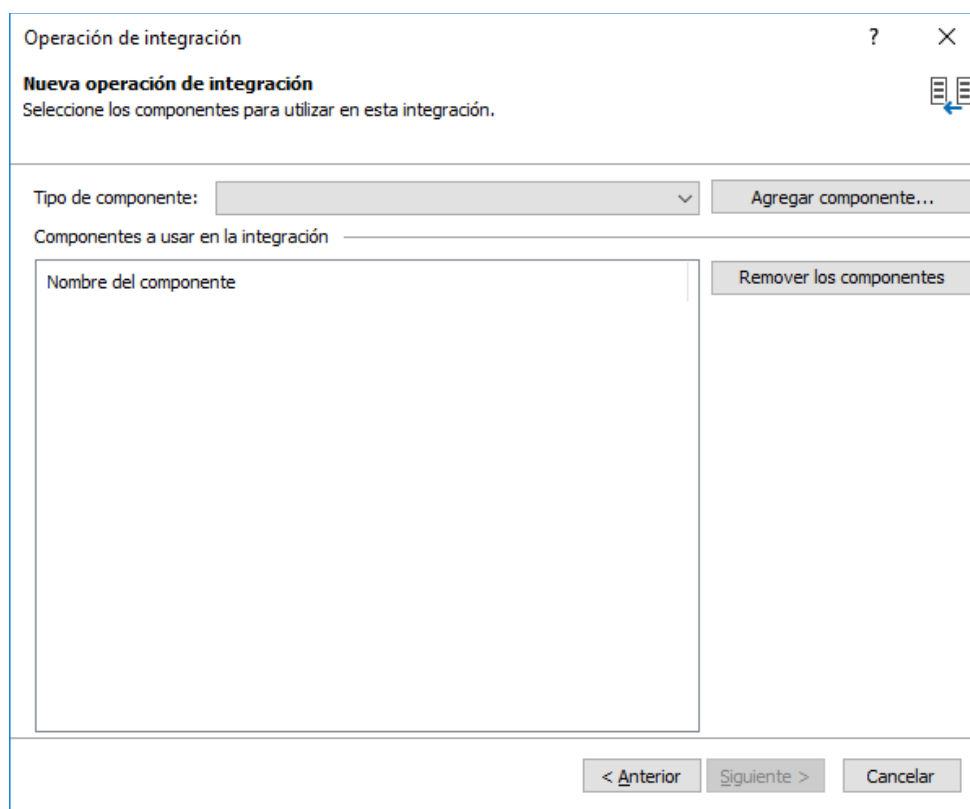 Operación de integración ? ×
Nueva operación de integración
Seleccione los componentes para utilizar en esta integración.
Tipo de componente: Agregar componente...
Componentes a usar en la integración
Nombre del componente Remover los componentes
< Anterior Siguiente > Cancelar